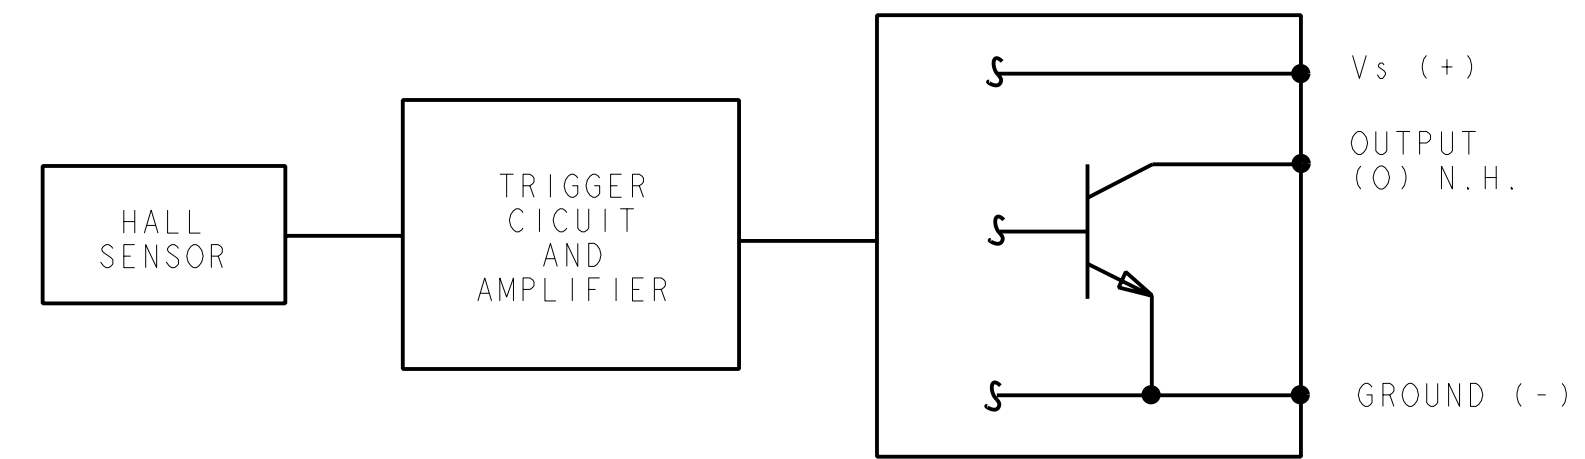 HALL
SENSOR
TRIGGER
CICUIT
AND
AMPLIFIER
Vs (+)
OUTPUT
(O) N.H.
GROUND (-)